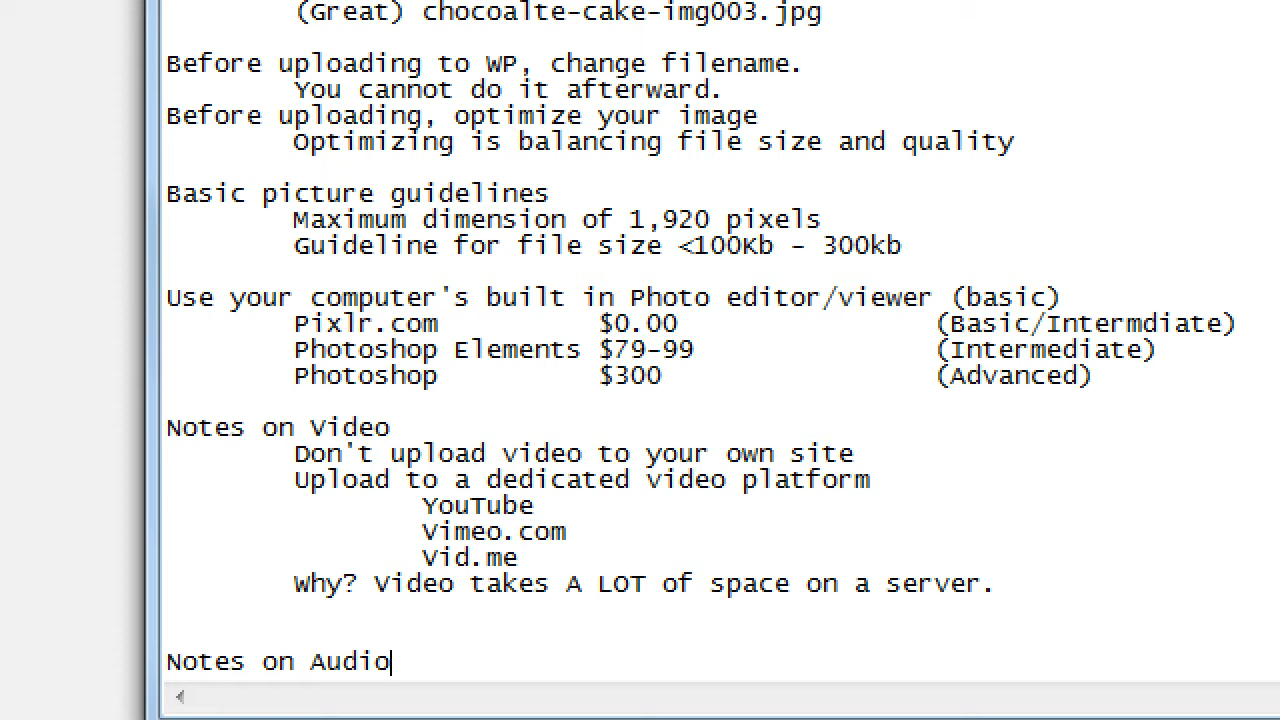 (Great) chocoalte-cake-img003.jpg
Before uploading to WP, change filename.
You cannot do it afterward.
Before uploading, optimize your image
Optimizing is balancing file size and quality
Basic picture guidelines
Maximum dimension of 1,920 pixels
Guideline for file size <100Kb - 300kb
Use your computer's built in Photo editor/viewer (basic)
Pixlr.com $0.00 (Basic/Intermdiate)
Photoshop Elements $79-99 (Intermediate)
Photoshop $300 (Advanced)
Notes on Video
Don't upload video to your own site
Upload to a dedicated video platform
YouTube
Vimeo.com
Vid.me
Why? Video takes A LOT of space on a server.
Notes on Audio